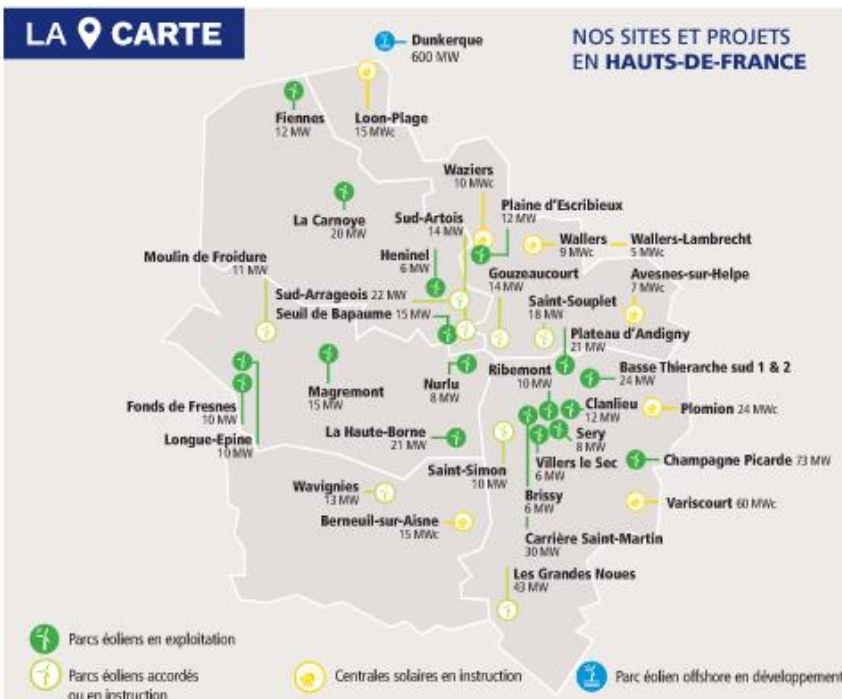 LA CARTE
NOS SITES ET PROJETS
EN HAUTS-DE-FRANCE
Dunkerque
600 MW
Fiennes
12 MW
Loon-Plage
15 MWc
Waziers
10 MWc
La Carnoye
20 MW
Sud-Artois
14 MW
Plaine d'Escribieux
12 MW
Wallers
9 MWc
Wallers-Lambrecht
5 MWc
Moulin de Froidure
11 MW
Heninel
6 MW
Gouzeaucourt
14 MW
Avesnes-sur-Helpe
7 MWc
Sud-Arrageois 22 MW
Saint-Souplet
18 MW
Seuil de Bapaume 15 MW
Plateau d'Andigny
21 MW
Magremont
15 MW
Nurlu
8 MW
Ribemont
10 MW
Basse Thierarche sud 1 & 2
24 MW
Fonds de Fresnes
10 MW
Clanlieu
12 MW
Plomion 24 MWc
Longue-Epine
10 MW
La Haute-Borne
21 MW
Sery
8 MW
Saint-Simon
10 MW
Villers le Sec
6 MW
Champagne Picarde 73 MW
Wavignies
13 MW
Brissy
6 MW
Variscourt 60 MWc
Berneuil-sur-Aisne
15 MWc
Carrière Saint-Martin
30 MW
Les Grandes Noues
43 MW
Parcs éoliens en exploitation
Parcs éoliens accordés
ou en instruction
Centrales solaires en instruction
Parc éolien offshore en développement